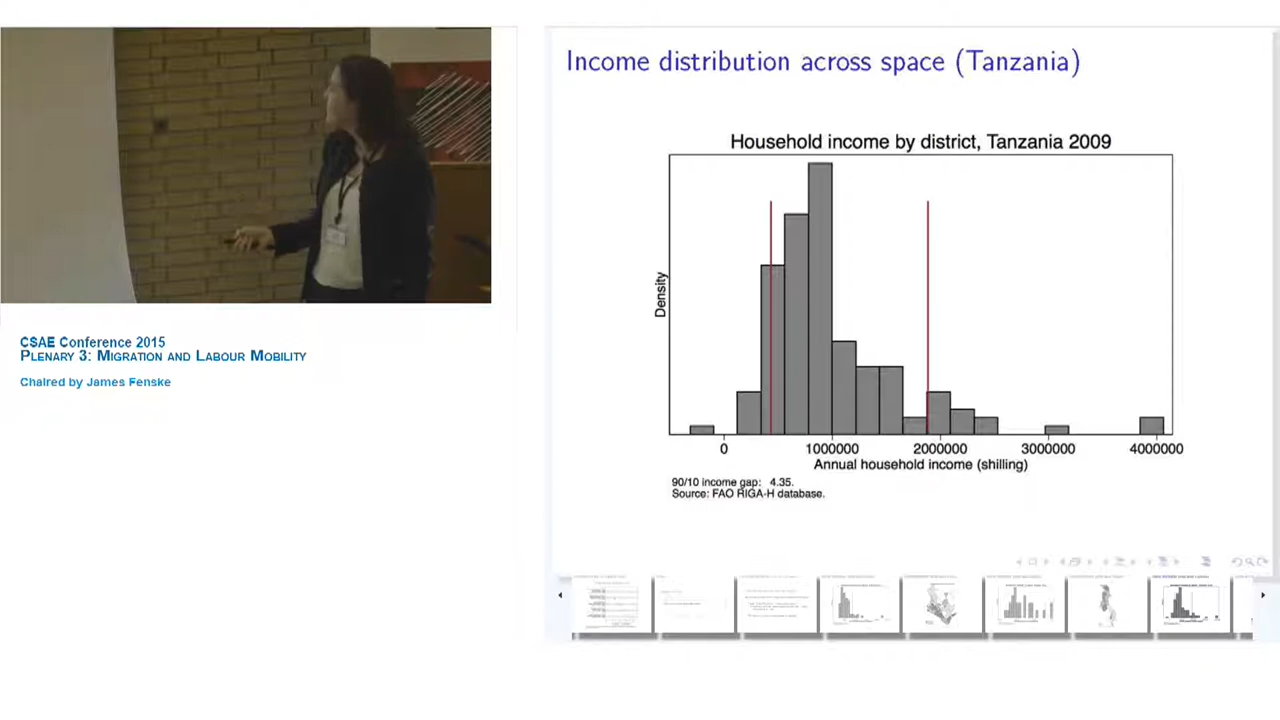 CSAE Conference 2015
Plenary 3: Migration and Labour Mobility
Chaired by James Fenske
Income distribution across space (Tanzania)
Household income by district, Tanzania 2009
Density
0 1000000 2000000 3000000 4000000
Annual household income (shilling)
90/10 income gap: 4.35.
Source: FAO RIGA-H database.